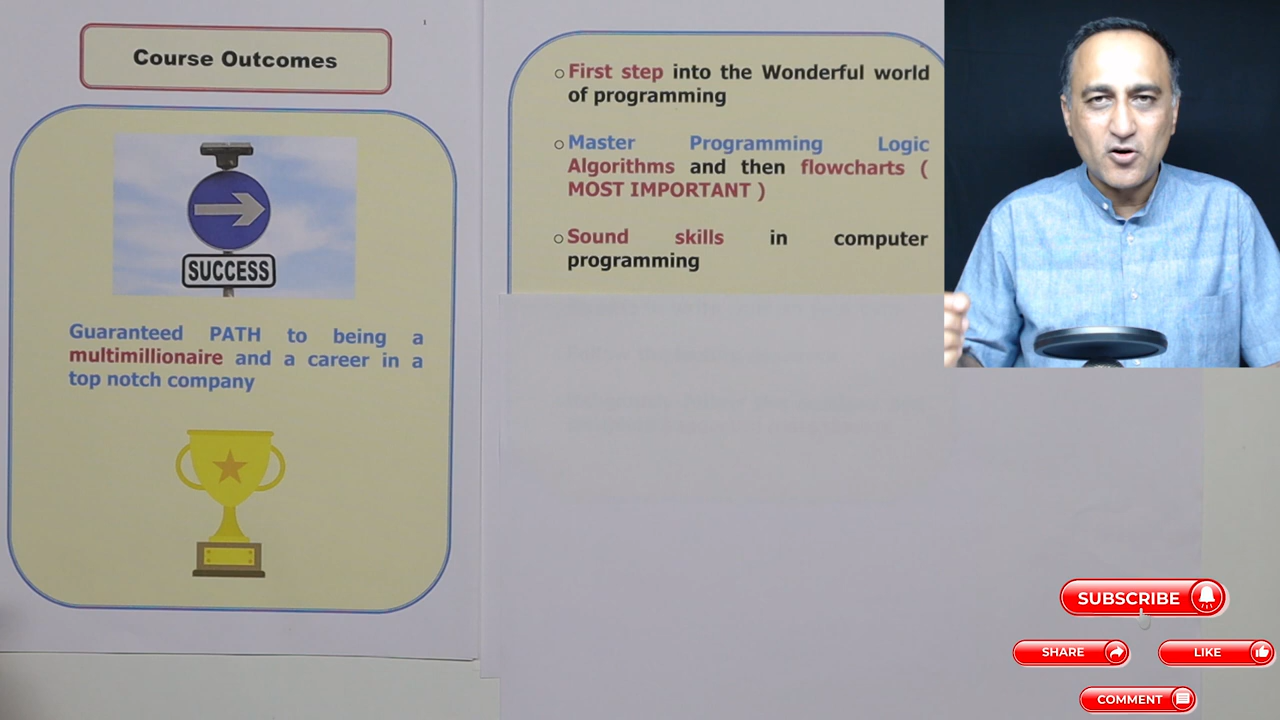 Course Outcomes
SUCCESS
Guaranteed PATH to being a
multimillionaire and a career in a
top notch company
○ First step into the Wonderful world
of programming
○ Master Programming Logic
Algorithms and then flowcharts (
MOST IMPORTANT )
○ Sound skills in computer
programming
SUBSCRIBE
SHARE
LIKE
COMMENT